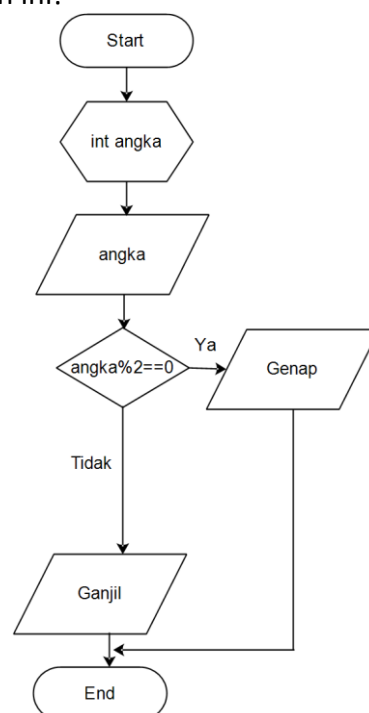 Start
int angka
angka
angka%2==0
Ya
Genap
Tidak
Ganjil
End